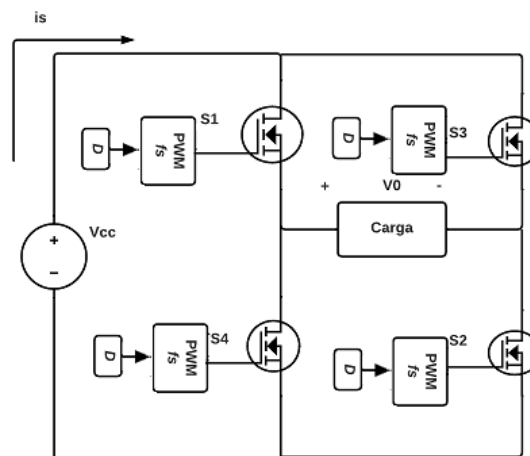 is
S1
PWM
fs
D
S3
PWM
fs
D
+ V0 -
Carga
Vcc
+
−
S4
PWM
fs
D
S2
PWM
fs
D